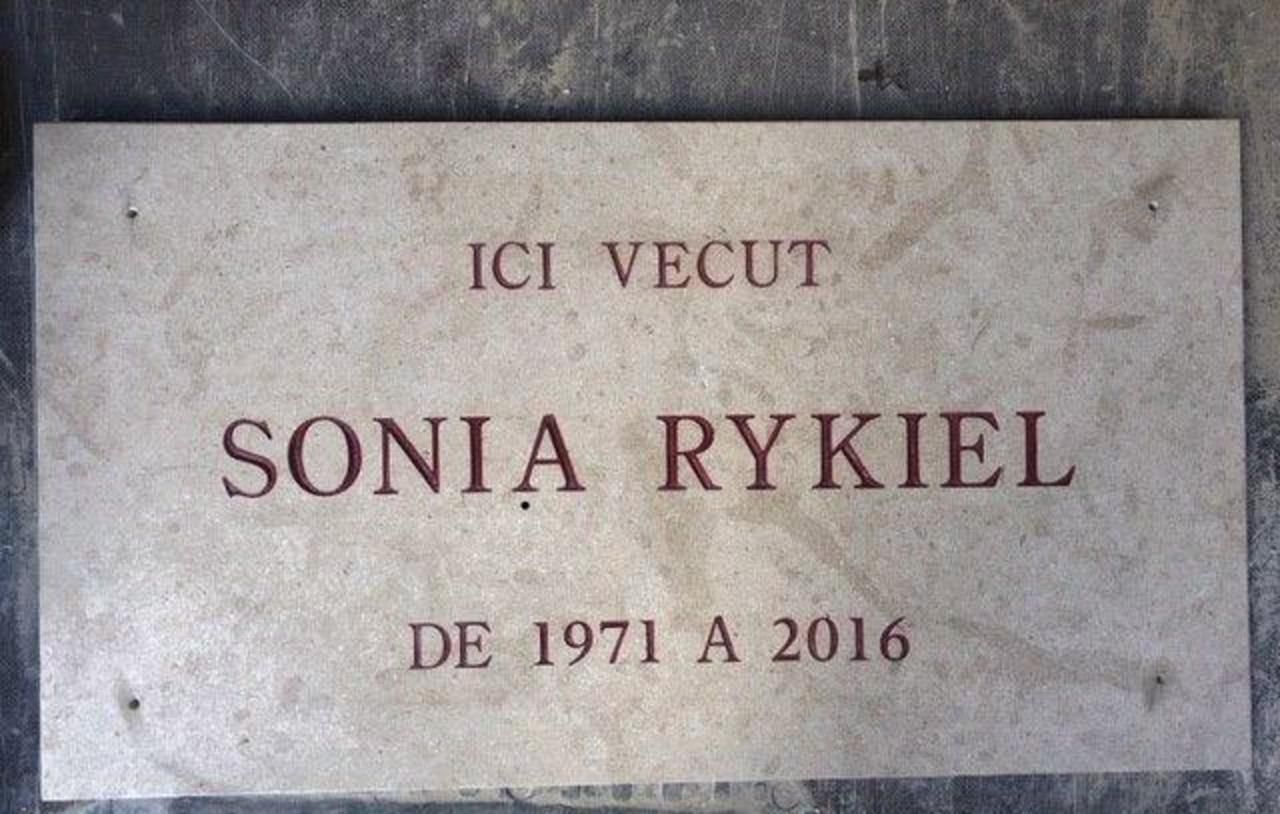 ICI VECUT
SONIA RYKIEL
DE 1971 A 2016